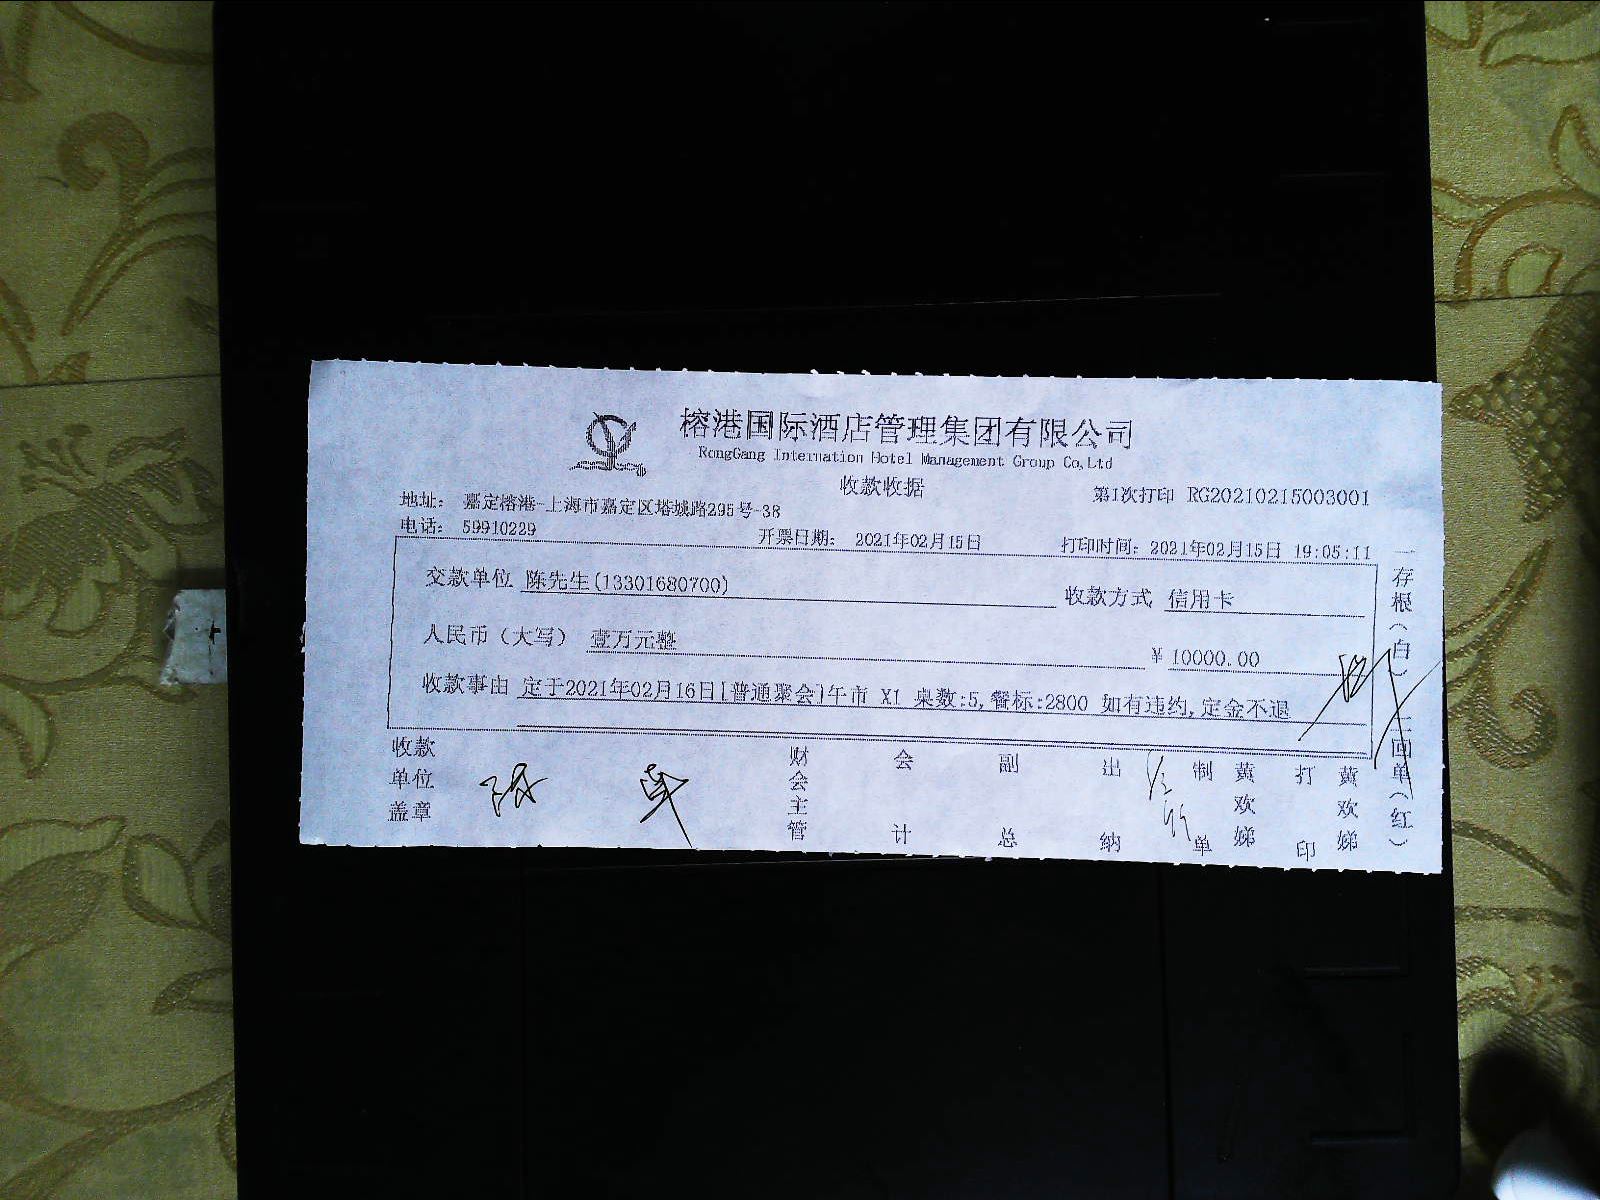 榕港国际酒店管理集团有限公司
RongGang Internation Hotel Management Group Co,Ltd
收款收据
第1次打印 RG20210215003001
地址： 嘉定榕港-上海市嘉定区塔城路295号-38
电话： 59910229
开票日期： 2021年02月15日
打印时间：2021年02月15日 19:05:11
交款单位 陈先生(13301680700)
收款方式 信用卡
人民币（大写） 壹万元整
￥10000.00
收款事由 定于2021年02月16日[普通聚会]午市 X1 桌数:5,餐标:2800 如有违约,定金不退
收款单位盖章
财会主管
会计
副总
出纳
制单
黄欢娣
打印
黄欢娣
一存根（白） 二回单（红）